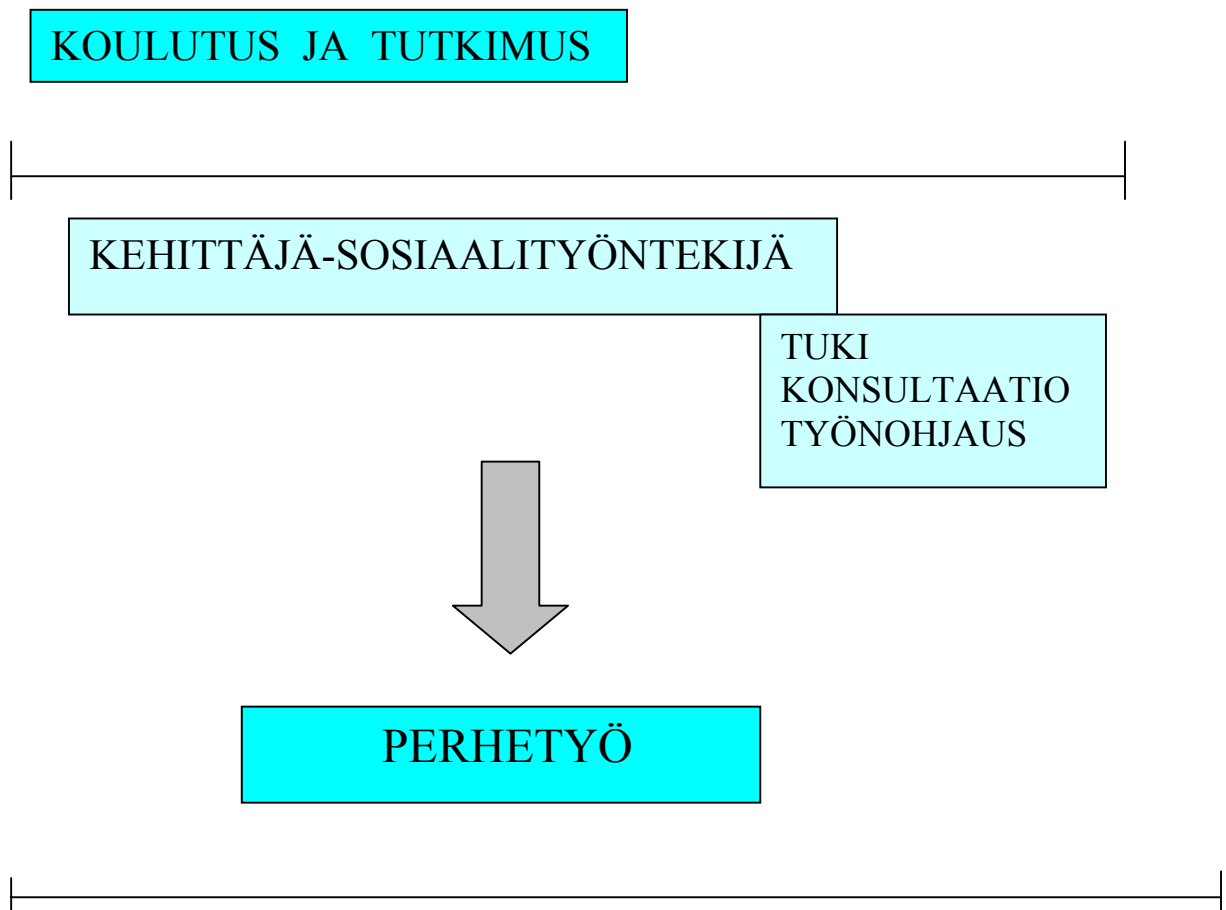 KOULUTUS JA TUTKIMUS
KEHITTÄJÄ-SOSIAALITYÖNTEKIJÄ
TUKI
KONSULTAATIO
TYÖNOHJAUS
PERHETYÖ